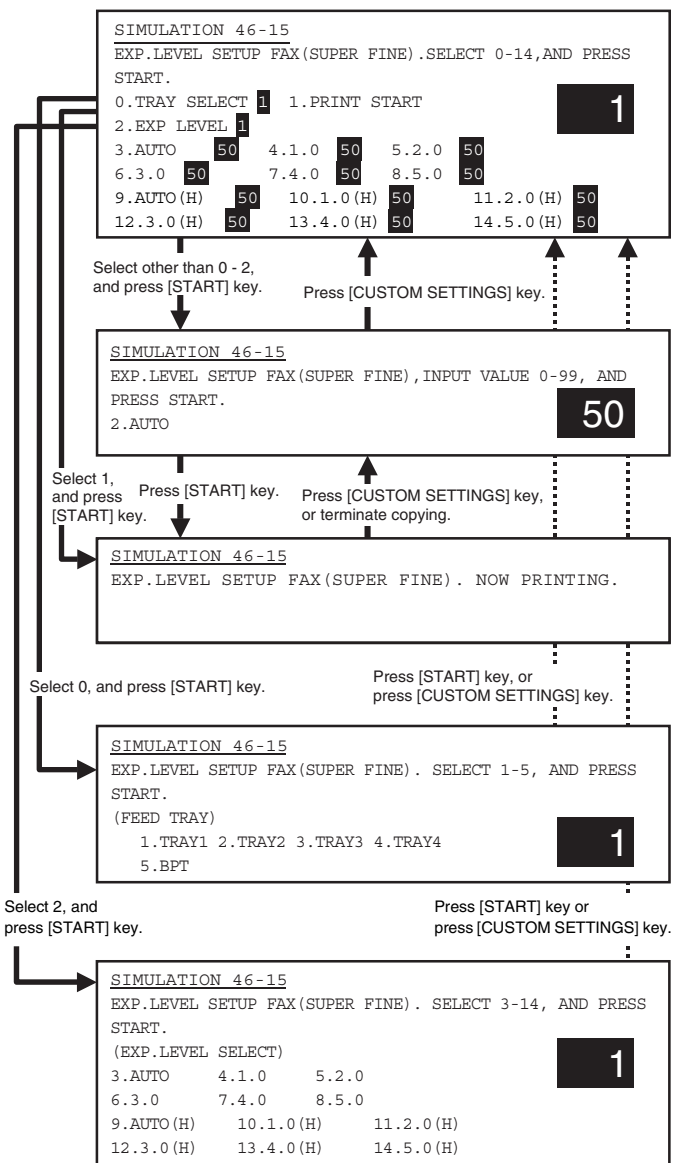 SIMULATION 46-15
EXP.LEVEL SETUP FAX(SUPER FINE).SELECT 0-14,AND PRESS
START.
0.TRAY SELECT 1 1.PRINT START
1
2.EXP LEVEL 1
3.AUTO 50 4.1.0 50 5.2.0 50
6.3.0 50 7.4.0 50 8.5.0 50
9.AUTO(H) 50 10.1.0(H) 50 11.2.0(H) 50
12.3.0(H) 50 13.4.0(H) 50 14.5.0(H) 50
Select other than 0 - 2,
and press [START] key.
Press [CUSTOM SETTINGS] key.
SIMULATION 46-15
EXP.LEVEL SETUP FAX(SUPER FINE),INPUT VALUE 0-99, AND
PRESS START.
2.AUTO
50
Select 1,
and press
[START] key.
Press [START] key.
Press [CUSTOM SETTINGS] key,
or terminate copying.
SIMULATION 46-15
EXP.LEVEL SETUP FAX(SUPER FINE). NOW PRINTING.
Select 0, and press [START] key.
Press [START] key, or
press [CUSTOM SETTINGS] key.
SIMULATION 46-15
EXP.LEVEL SETUP FAX(SUPER FINE). SELECT 1-5, AND PRESS
START.
(FEED TRAY)
1.TRAY1 2.TRAY2 3.TRAY3 4.TRAY4
5.BPT
1
Select 2, and
press [START] key.
Press [START] key or
press [CUSTOM SETTINGS] key.
SIMULATION 46-15
EXP.LEVEL SETUP FAX(SUPER FINE). SELECT 3-14, AND PRESS
START.
(EXP.LEVEL SELECT)
1
3.AUTO 4.1.0 5.2.0
6.3.0 7.4.0 8.5.0
9.AUTO(H) 10.1.0(H) 11.2.0(H)
12.3.0(H) 13.4.0(H) 14.5.0(H)